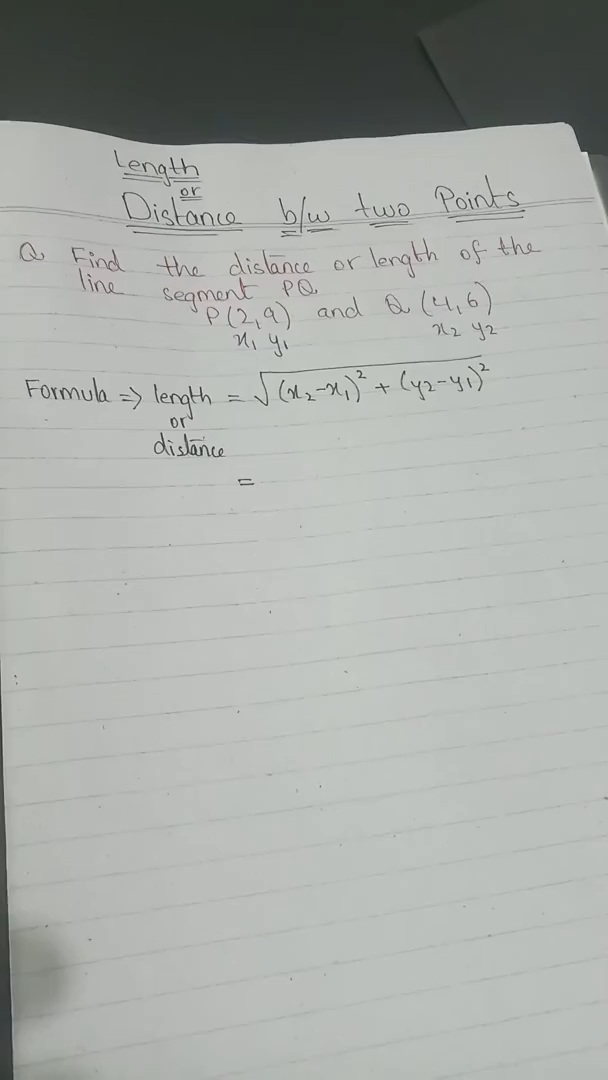 Length
or
Distance b/w two Points
Q Find the distance or length of the
line segment PQ
P(2,9) and Q (4,6)
x₁ y₁ x₂ y₂
Formula => length = √(x₂-x₁)² + (y₂-y₁)²
or
distance
=